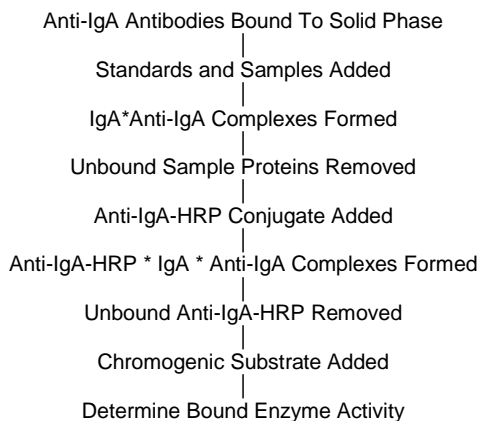 Anti-IgA Antibodies Bound To Solid Phase
Standards and Samples Added
IgA*Anti-IgA Complexes Formed
Unbound Sample Proteins Removed
Anti-IgA-HRP Conjugate Added
Anti-IgA-HRP * IgA * Anti-IgA Complexes Formed
Unbound Anti-IgA-HRP Removed
Chromogenic Substrate Added
Determine Bound Enzyme Activity